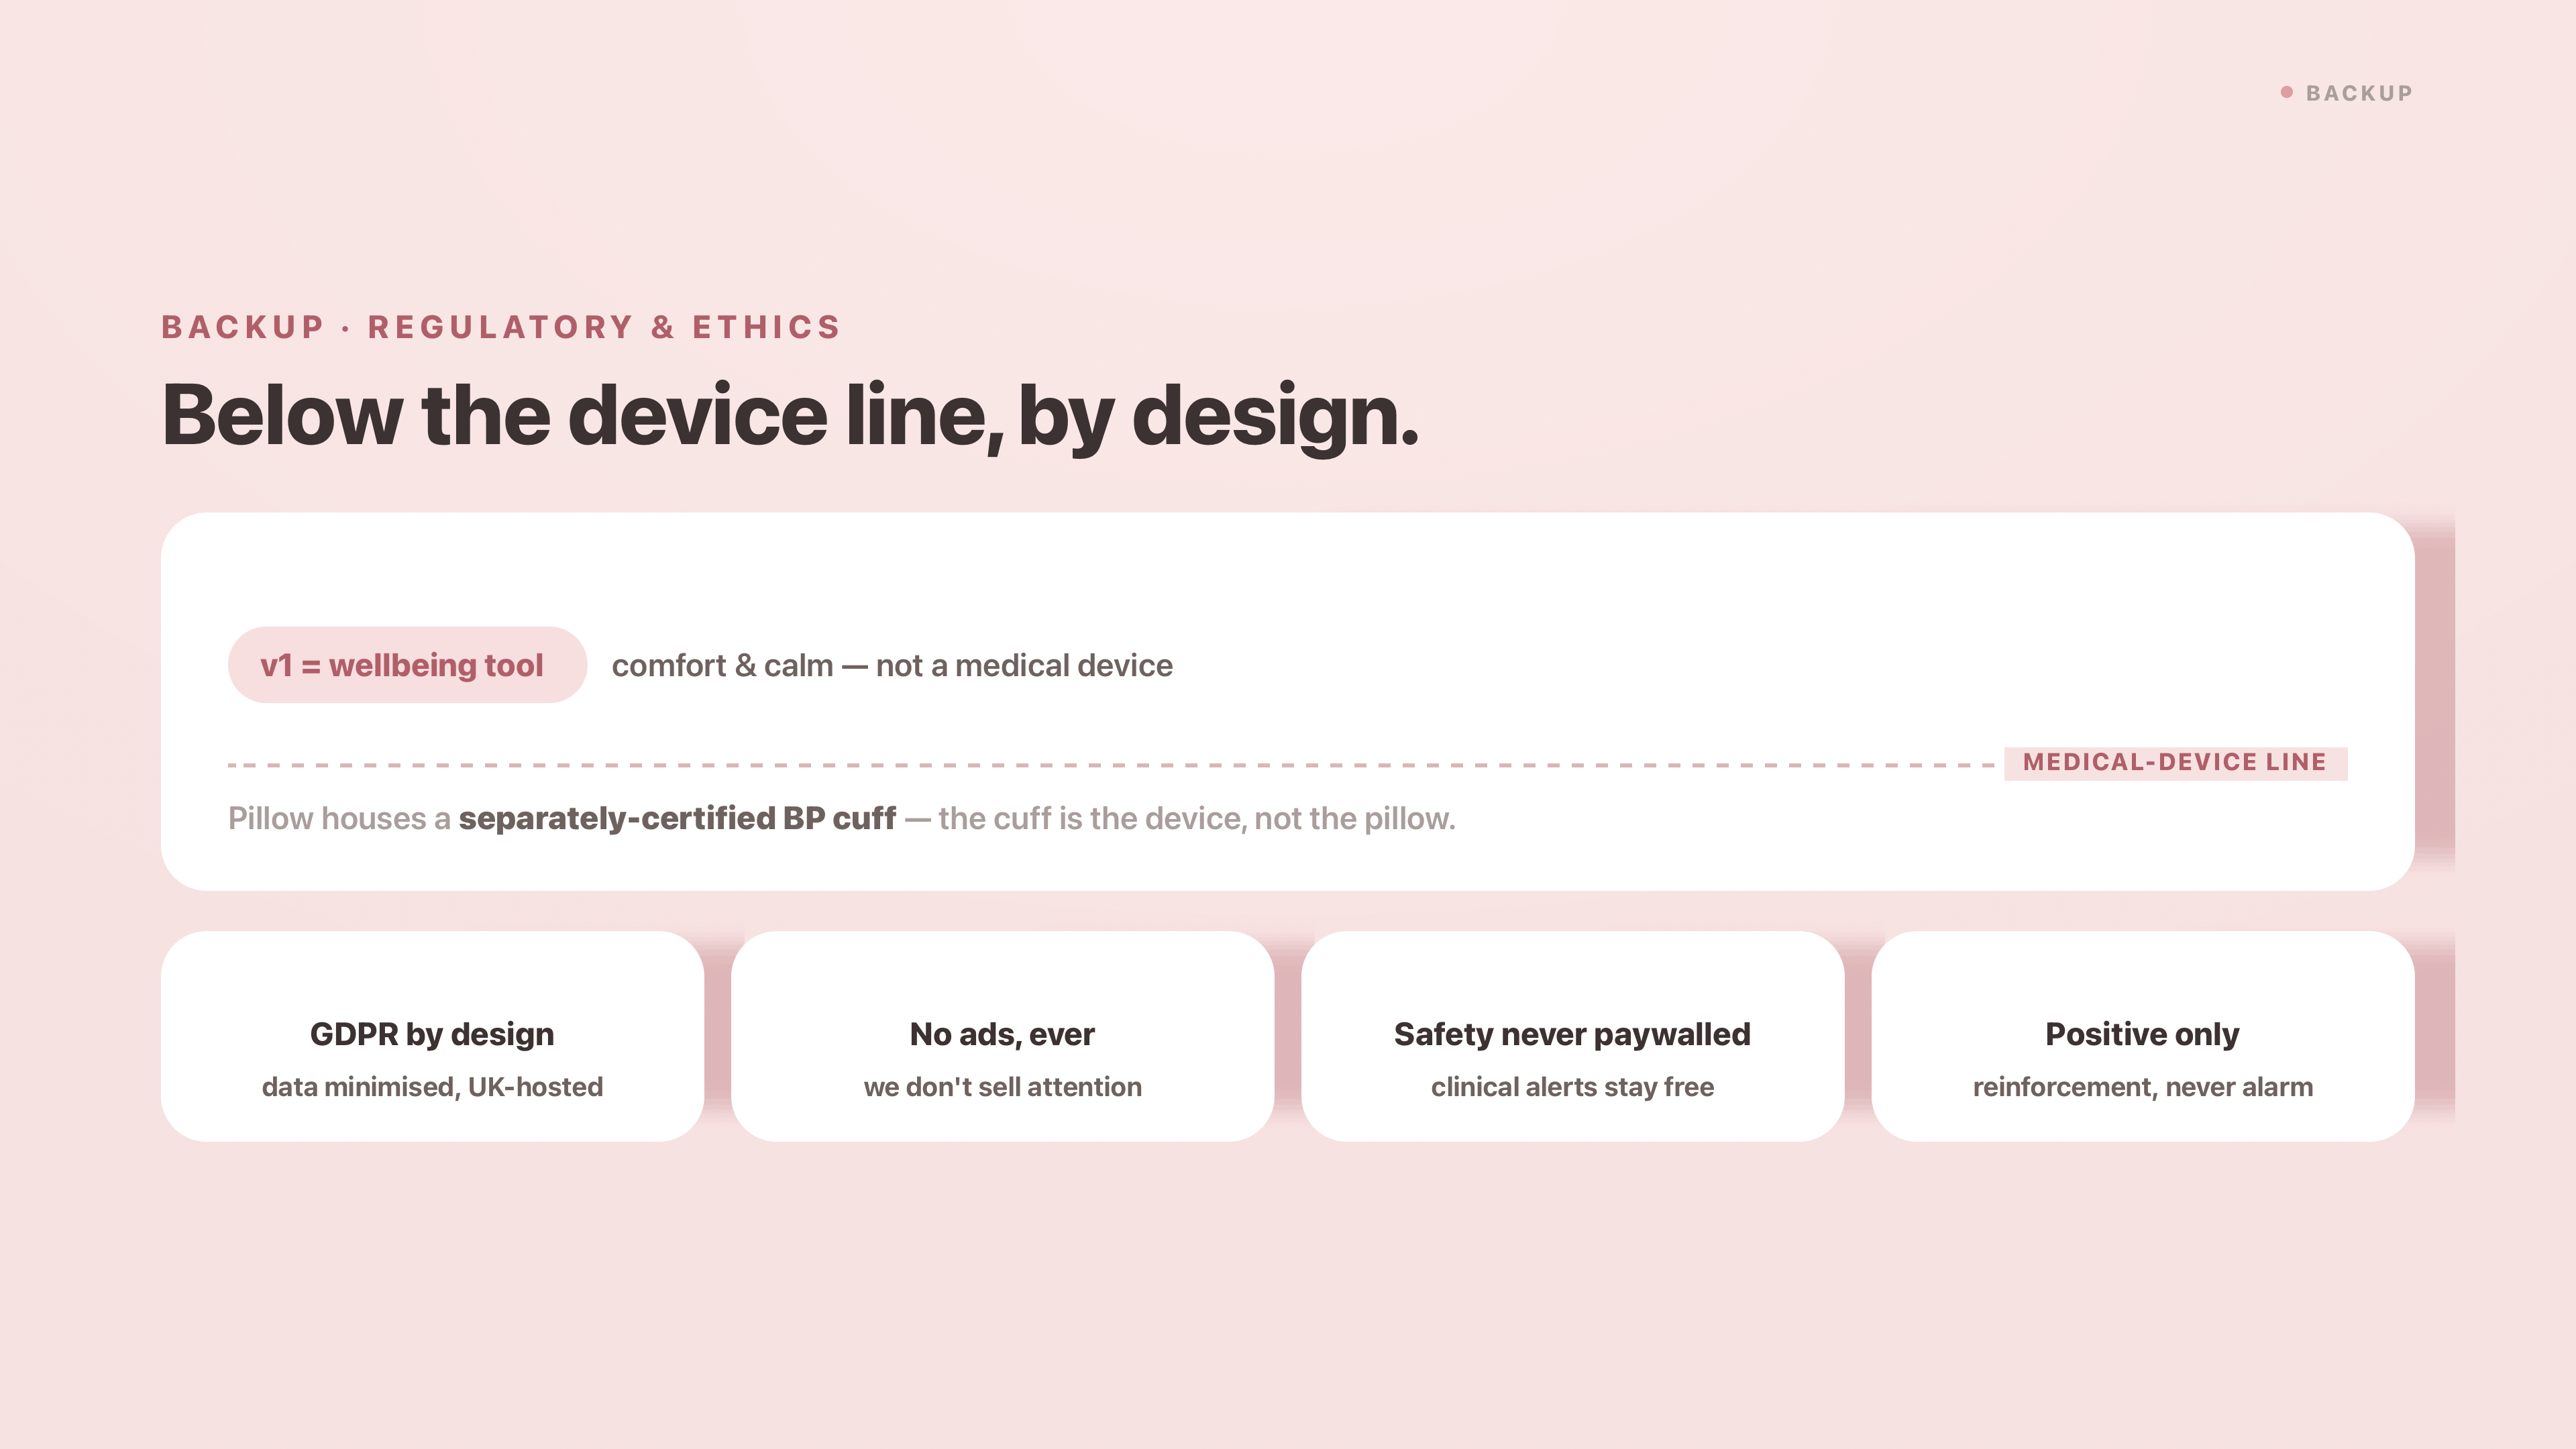 BACKUP
BACKUP · REGULATORY & ETHICS
Below the device line, by design.
v1 = wellbeing tool
comfort & calm — not a medical device
MEDICAL-DEVICE LINE
Pillow houses a separately-certified BP cuff — the cuff is the device, not the pillow.
GDPR by design
data minimised, UK-hosted
No ads, ever
we don't sell attention
Safety never paywalled
clinical alerts stay free
Positive only
reinforcement, never alarm